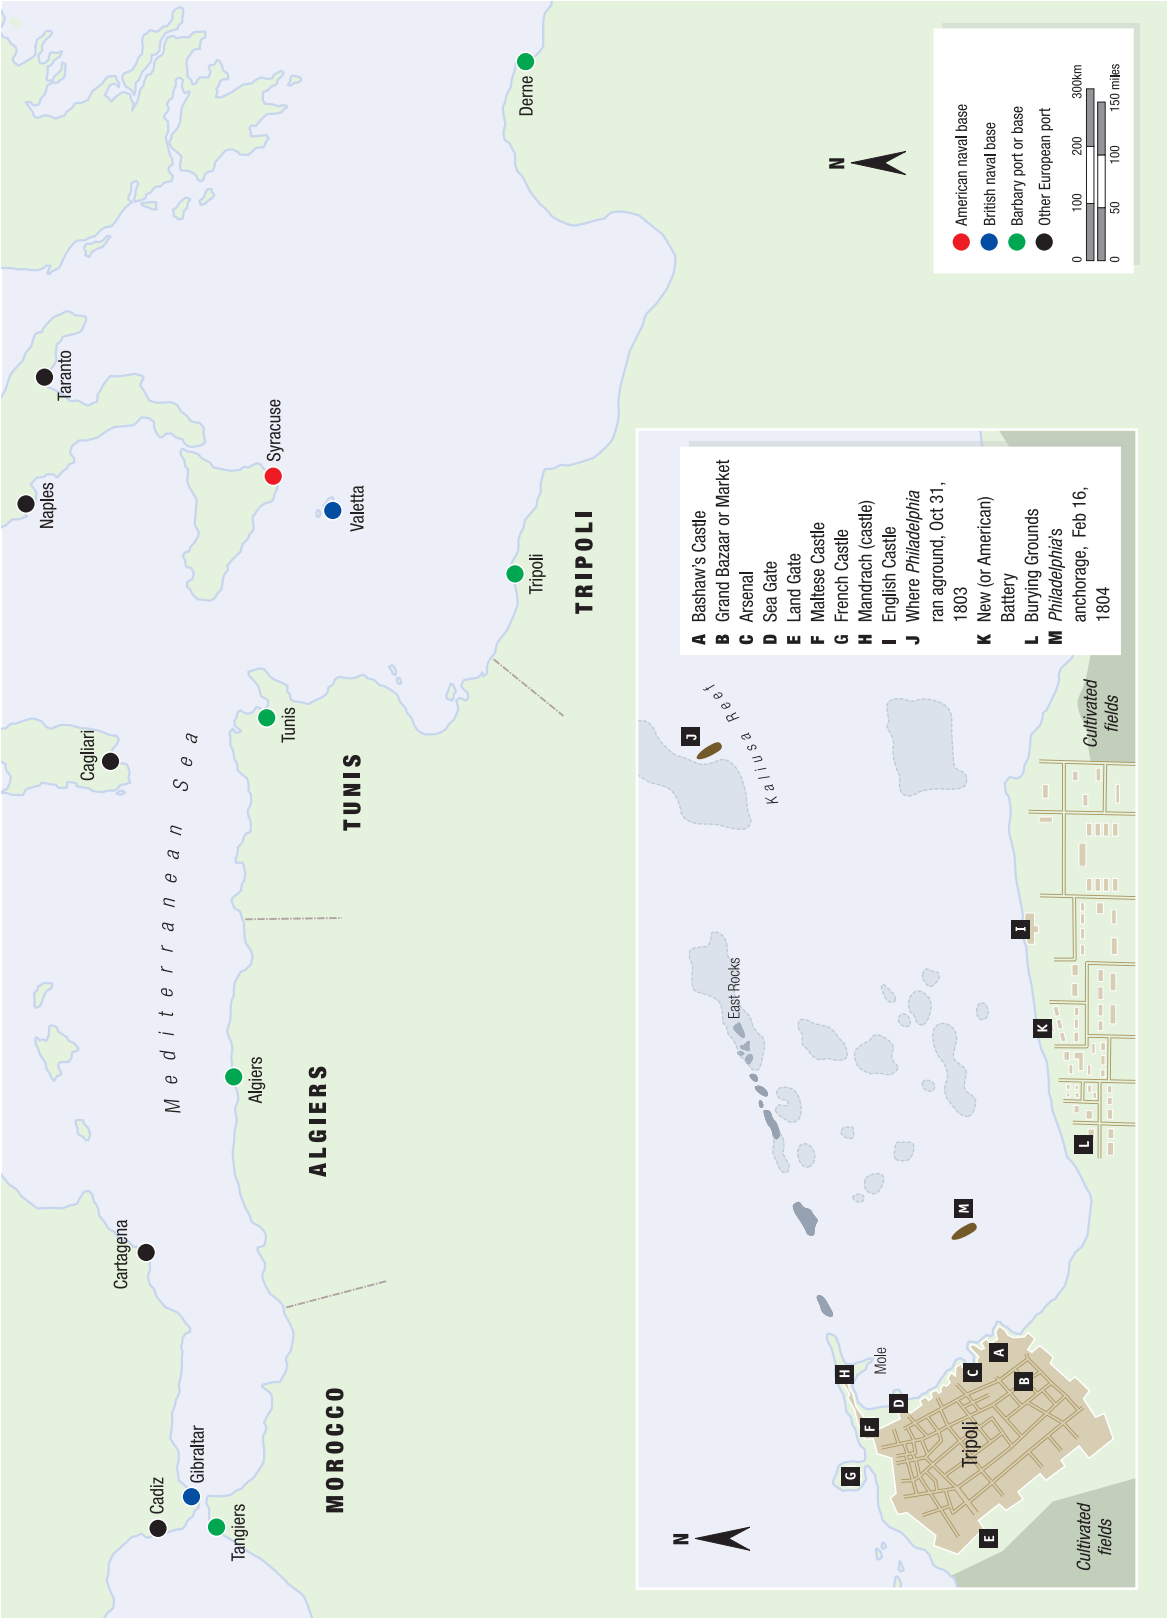 Cadiz
Gibraltar
Tangiers
Cartagena
Algiers
Cagliari
Tunis
Naples
Taranto
Syracuse
Valetta
Tripoli
Derne
Mediterranean Sea
MOROCCO
ALGIERS
TUNIS
TRIPOLI
N
American naval base
British naval base
Barbary port or base
Other European port
0 100 200 300km
0 50 100 150 miles
N
G
F
H
Mole
D
C
A
B
Tripoli
E
Cultivated
fields
M
L
K
I
East Rocks
J
Kaliusa Reef
Cultivated
fields
A Bashaw's Castle
B Grand Bazaar or Market
C Arsenal
D Sea Gate
E Land Gate
F Maltese Castle
G French Castle
H Mandrach (castle)
I English Castle
J Where Philadelphia
ran aground, Oct 31,
1803
K New (or American)
Battery
L Burying Grounds
M Philadelphia's
anchorage, Feb 16,
1804